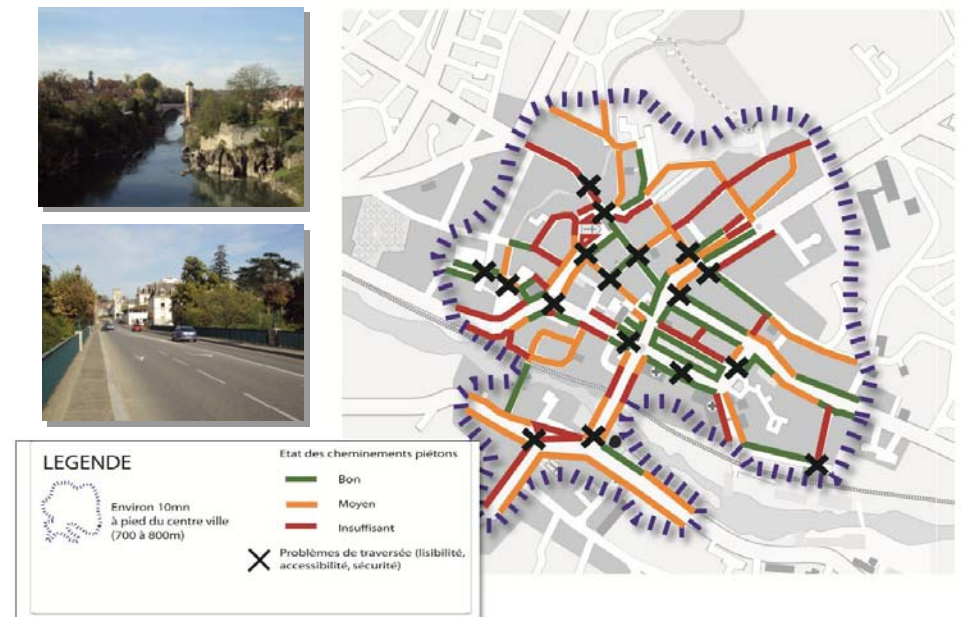 LEGENDE
Environ 10mn
à pied du centre ville
(700 à 800m)
Etat des cheminements piétons
Bon
Moyen
Insuffisant
Problèmes de traversée (lisibilité,
accessibilité, sécurité)